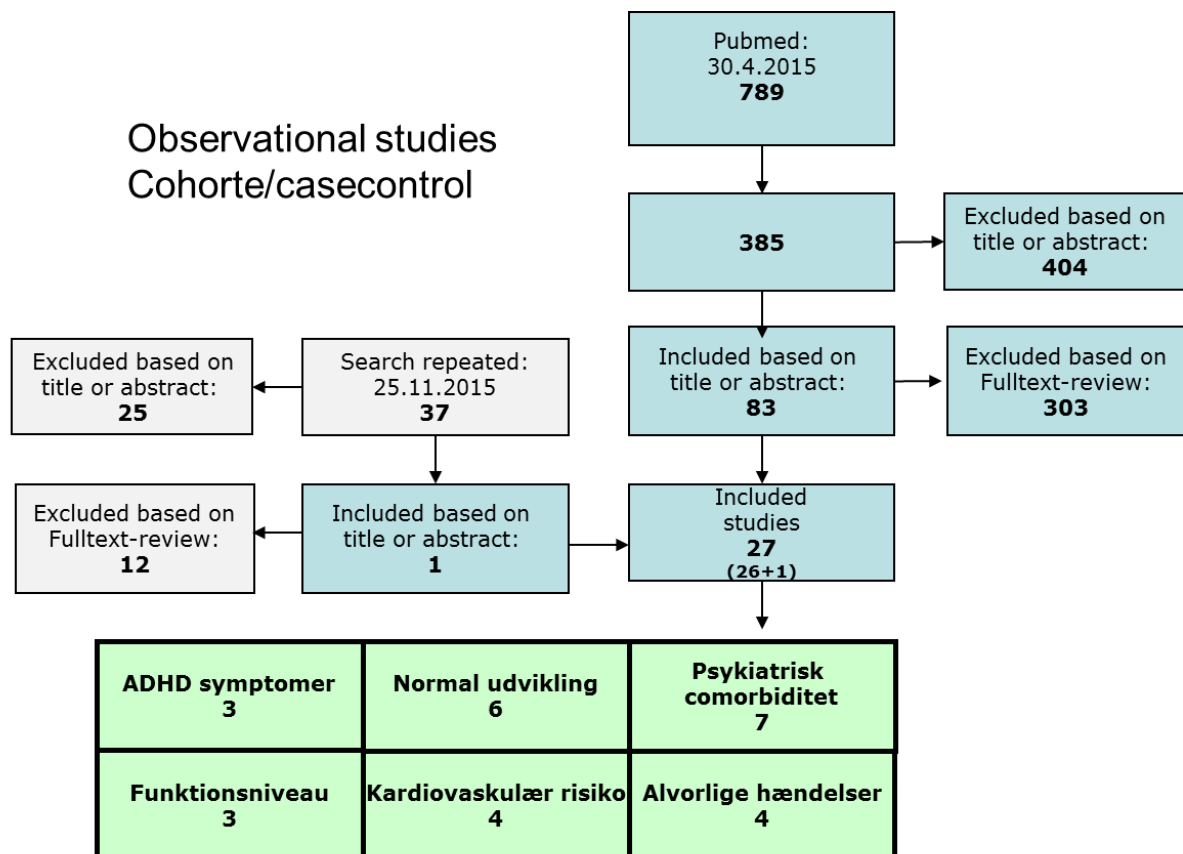 Observational studies
Cohorte/casecontrol
Pubmed:
30.4.2015
789
385
Excluded based on
title or abstract:
404
Excluded based on
title or abstract:
25
Search repeated:
25.11.2015
37
Included based on
title or abstract:
83
Excluded based on
Fulltext-review:
303
Excluded based on
Fulltext-review:
12
Included based on
title or abstract:
1
Included
studies
27
(26+1)
ADHD symptomer
3
Normal udvikling
6
Psykiatrisk
comorbiditet
7
Funktionsniveau
3
Kardiovaskulær risiko
4
Alvorlige hændelser
4